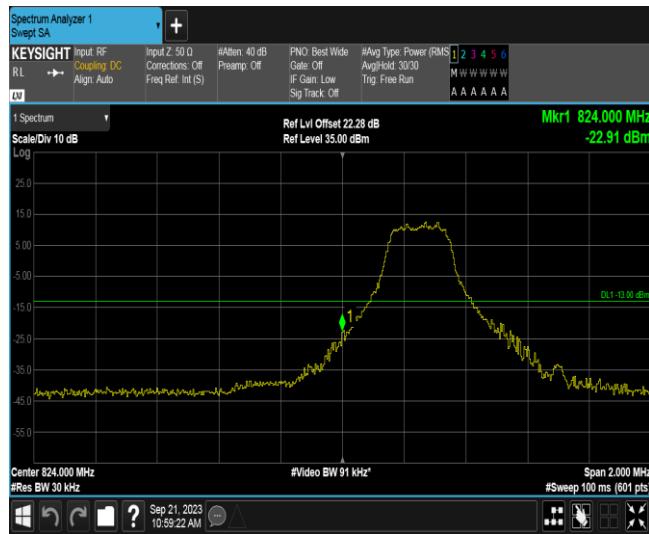 Spectrum Analyzer 1
Swept SA
KEYSIGHT
RL
LXI
Input: RF
Coupling: DC
Align: Auto
Input Z: 50 Ω
Corrections: Off
Freq Ref: Int (S)
#Atten: 40 dB
Preamp: Off
PNO: Best Wide
Gate: Off
IF Gain: Low
Sig Track: Off
#Avg Type: Power (RMS
Avg|Hold: 30/30
Trig: Free Run
1 2 3 4 5 6
M W W W W W
A A A A A A
1 Spectrum
Scale/Div 10 dB
Ref Lvl Offset 22.28 dB
Ref Level 35.00 dBm
Mkr1 824.000 MHz
-22.91 dBm
Log
25.0
15.0
5.00
-5.00
-15.0
-25.0
-35.0
-45.0
-55.0
DL1 -13.00 dBm
1
Center 824.000 MHz
#Video BW 91 kHz*
Span 2.000 MHz
#Res BW 30 kHz
#Sweep 100 ms (601 pts
?
Sep 21, 2023
10:59:22 AM